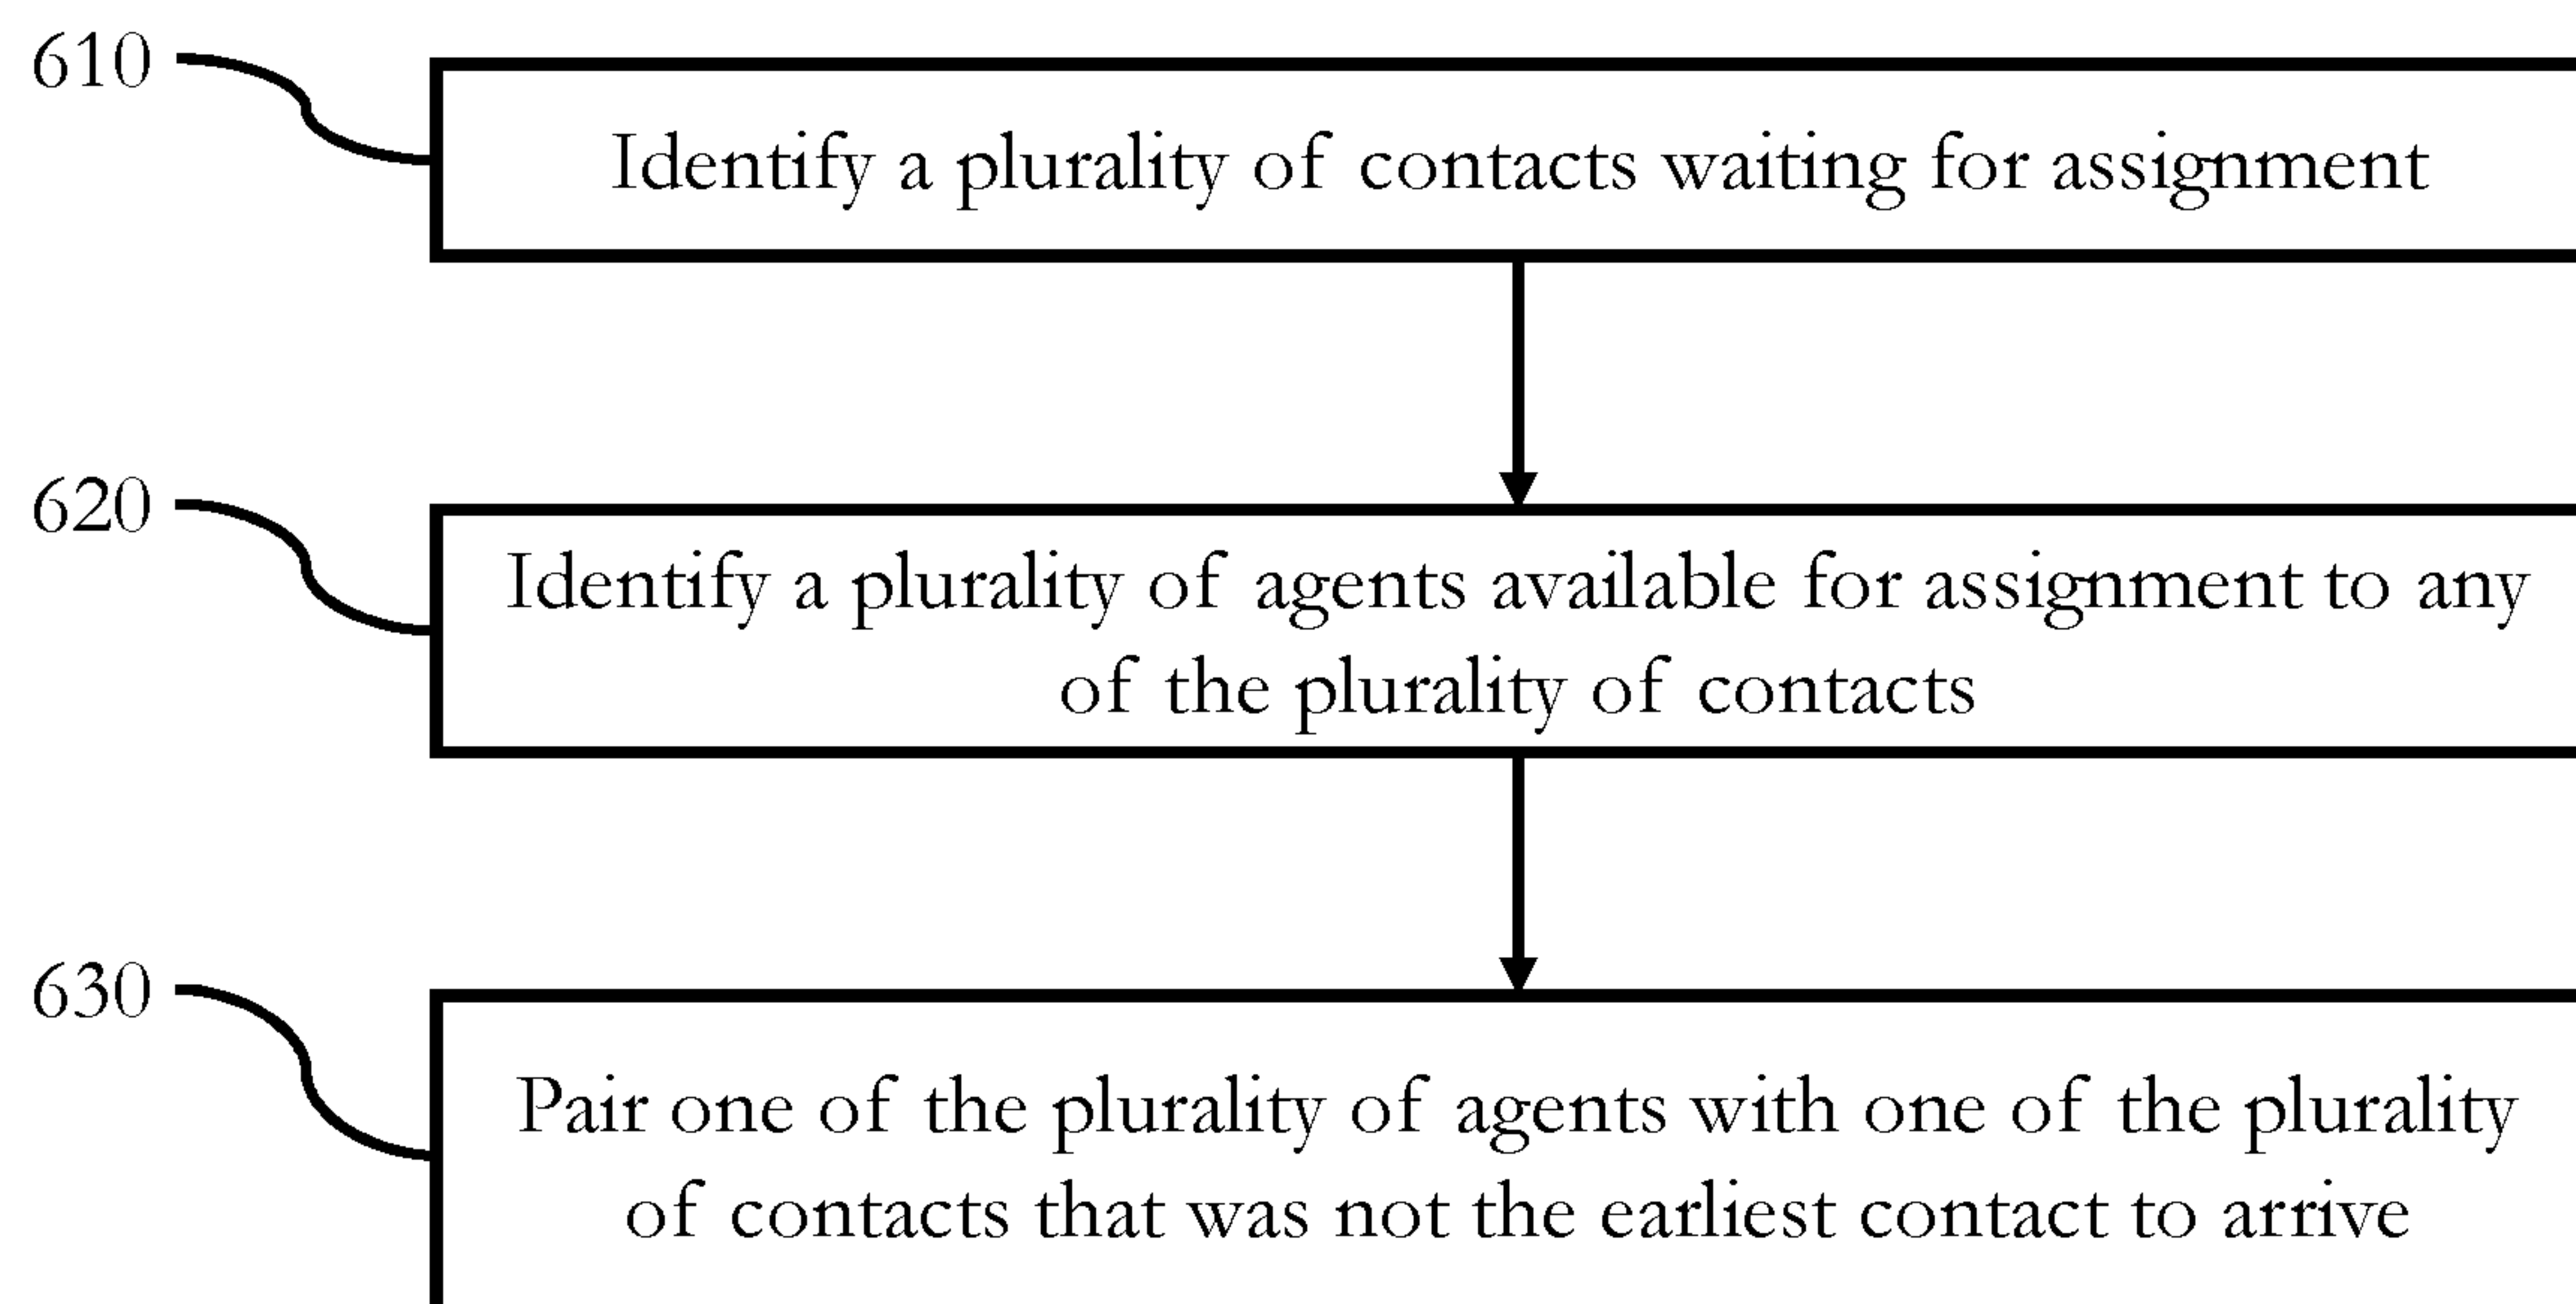 610
Identify a plurality of contacts waiting for assignment
620
Identify a plurality of agents available for assignment to any
of the plurality of contacts
630
Pair one of the plurality of agents with one of the plurality
of contacts that was not the earliest contact to arrive